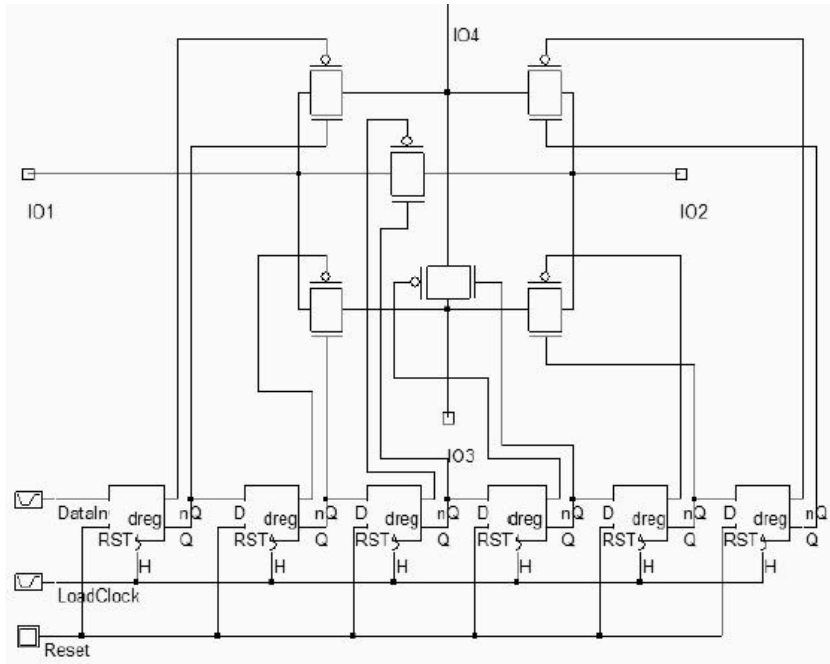 IO4
IO1
IO2
IO3
DataIn nQ D nQ D nQ D nQ D nQ D nQ
dreg dreg dreg dreg dreg dreg
RST Q RST Q RST Q RST Q RST Q RST Q
H H H H H H
LoadClock
Reset